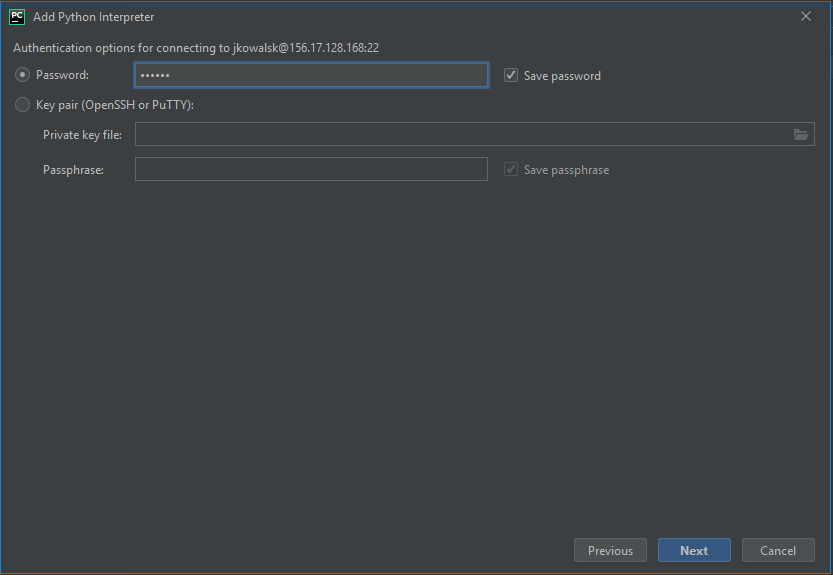 PC Add Python Interpreter
Authentication options for connecting to jkowalsk@156.17.128.168:22
Password: •••••• Save password
Key pair (OpenSSH or PuTTY):
Private key file:
Passphrase: Save passphrase
Previous Next Cancel